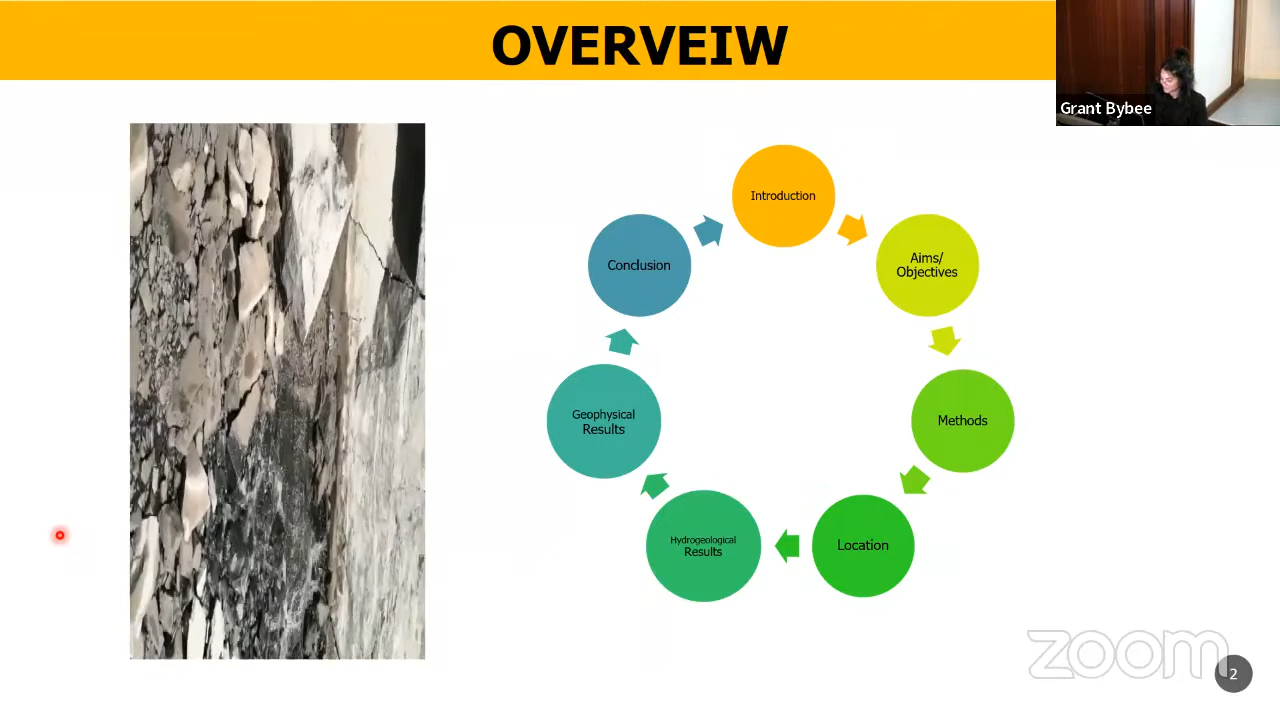 OVERVEIW
Grant Bybee
Introduction
Aims/
Objectives
Methods
Location
Hydrogeological
Results
Geophysical
Results
Conclusion
zoom
2